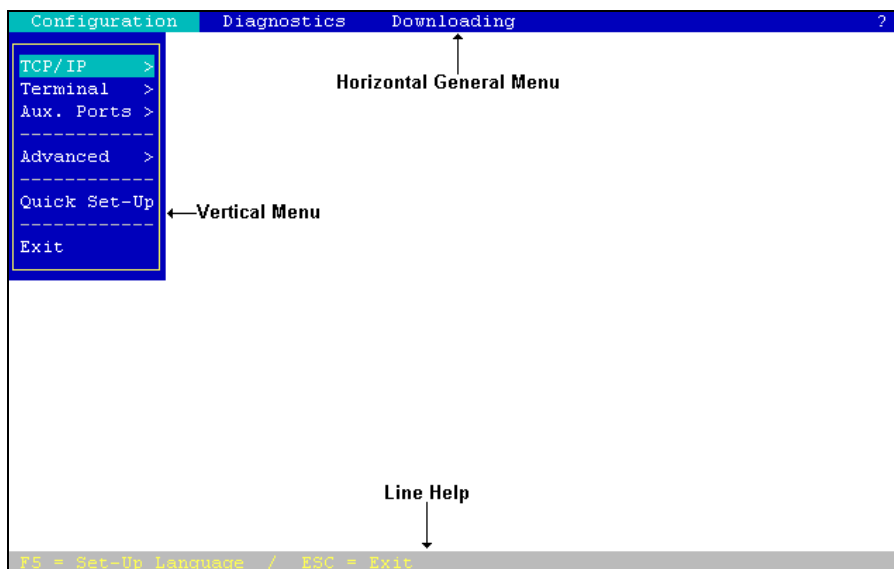 Configuration Diagnostics Downloading ?
TCP/IP >
Horizontal General Menu
Terminal >
Aux. Ports >
-------------
Advanced >
-------------
Quick Set-Up
Vertical Menu
-------------
Exit
Line Help
F5 = Set-Up Language / ESC = Exit